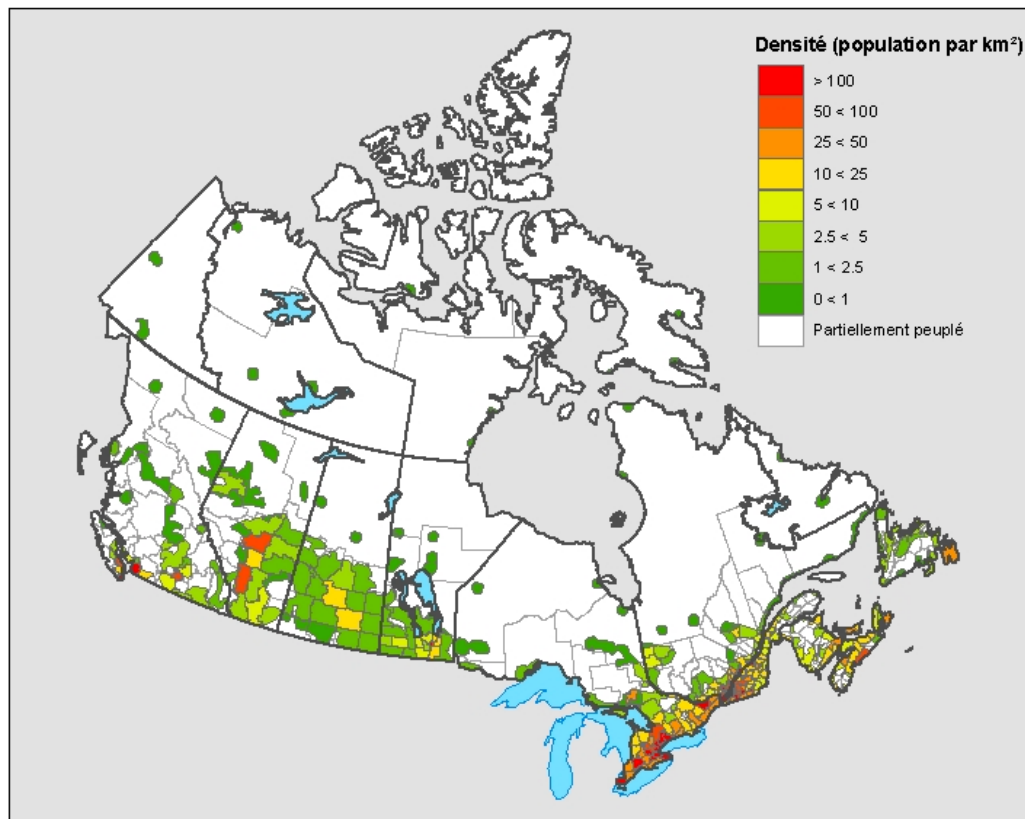 Densité (population par km²)
> 100
50 < 100
25 < 50
10 < 25
5 < 10
2.5 < 5
1 < 2.5
0 < 1
Partiellement peuplé